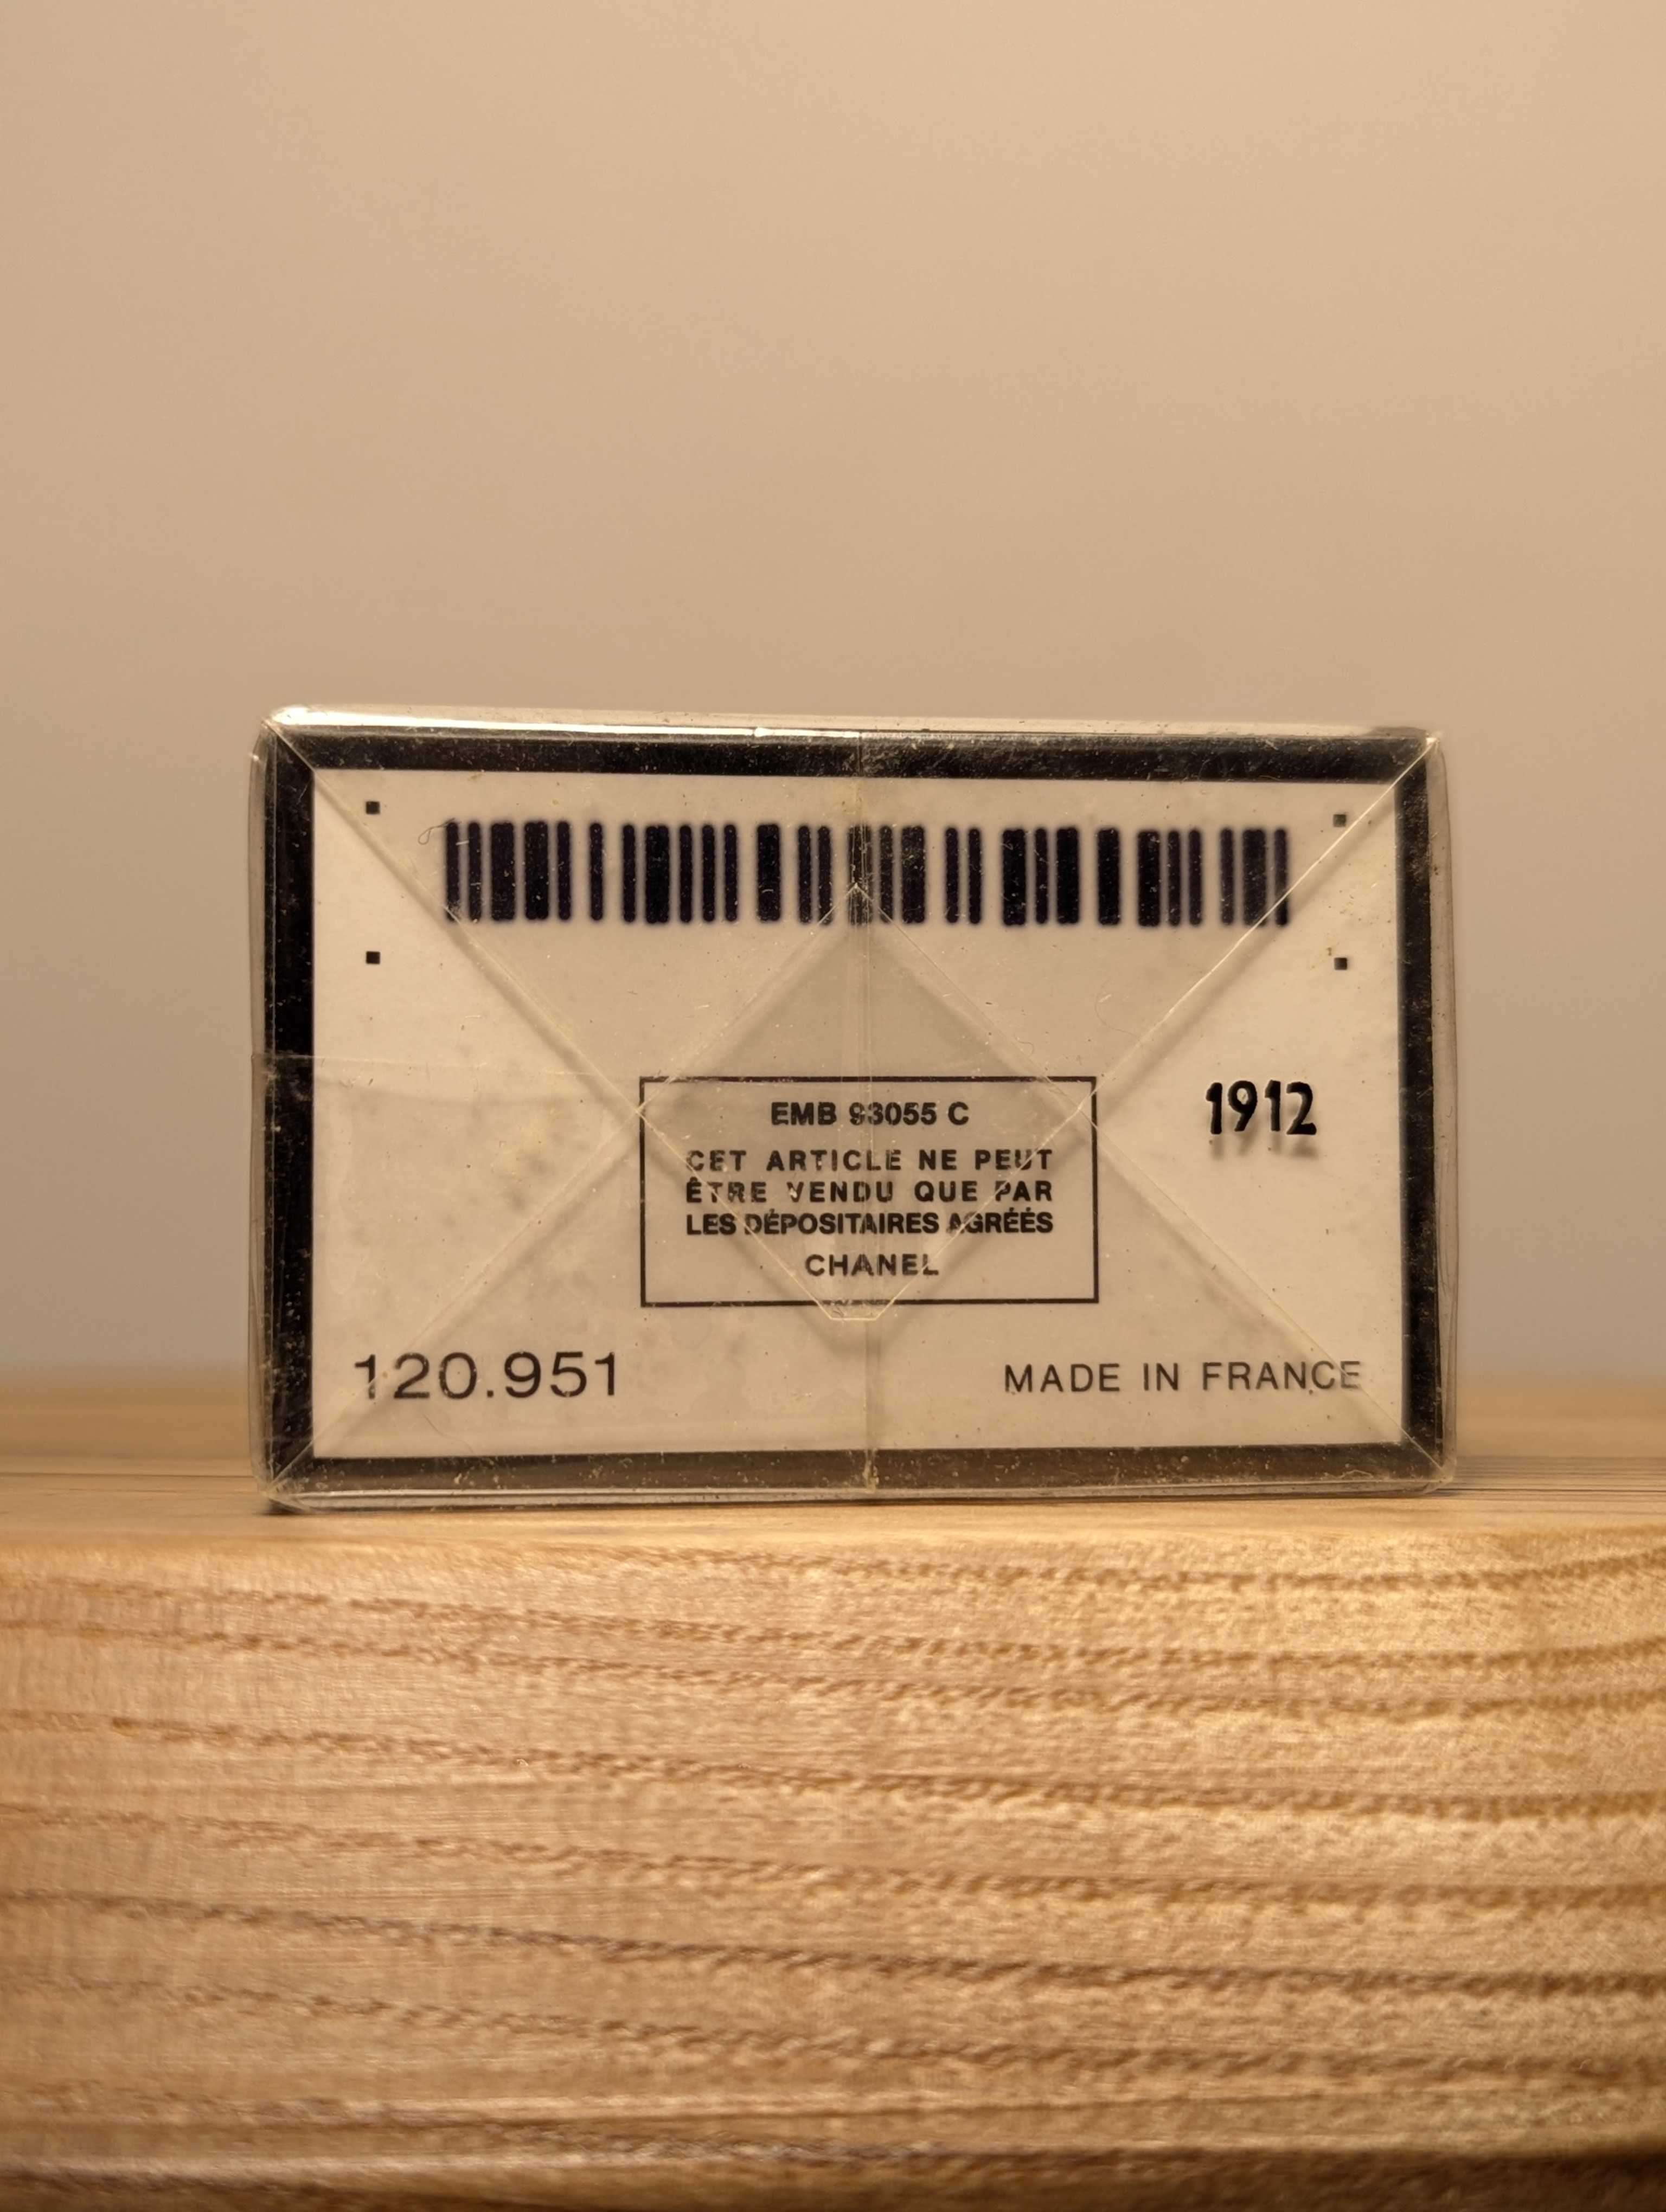 EMB 93055 C
CET ARTICLE NE PEUT
ÊTRE VENDU QUE PAR
LES DÉPOSITAIRES AGRÉÉS
CHANEL
1912
120.951
MADE IN FRANCE